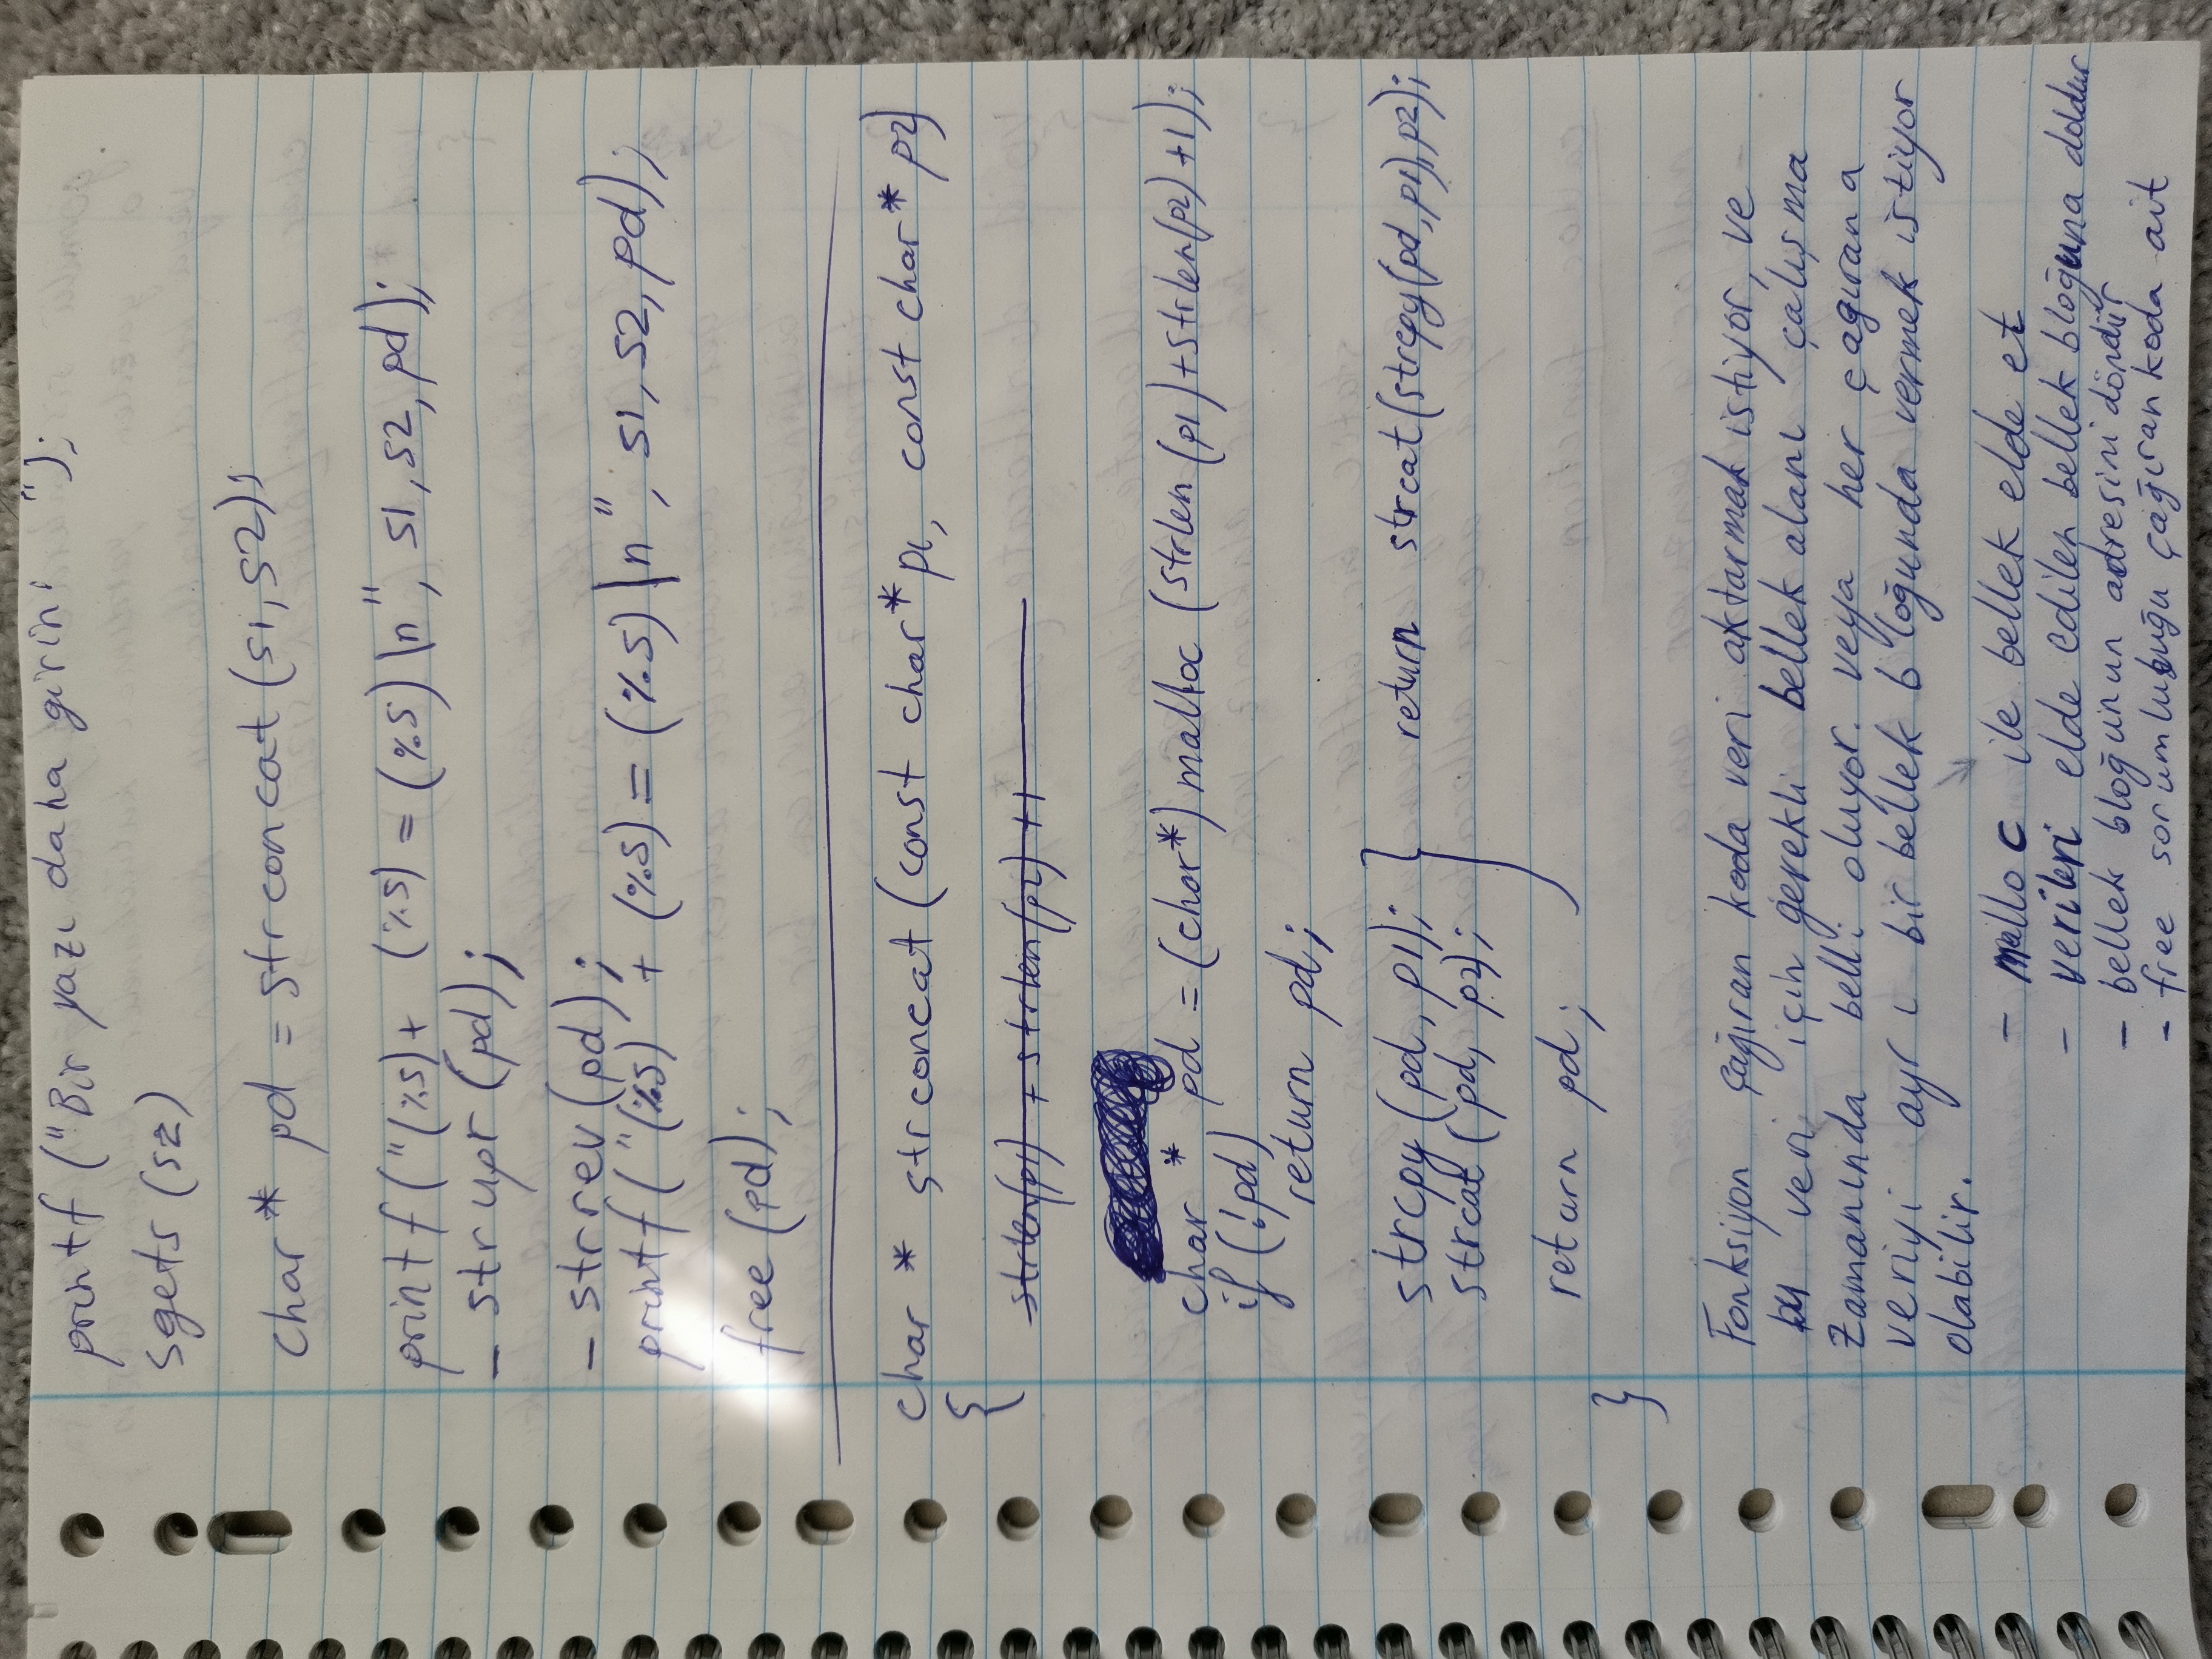 printf ("Bir yazı daha girin: ");
sgets (s2)
char * pd = strconcat (s1, s2);
printf ("(%s)+ (%s) = (%s) \n", s1, s2, pd);
_ strupr (pd);
_ strrev (pd);
printf ("(%s) + (%s) = (%s) \n", s1, s2, pd);
free (pd);
char * strconcat (const char* p1, const char* p2)
{
strlen(p1) + strlen(p2) +1
char * pd = (char*) malloc (strlen (p1)+strlen(p2) +1);
if (!pd)
return pd;
strcpy (pd, p1); } return strcat(strcpy(pd,p1),p2);
strcat (pd, p2);
return pd;
}
Fonksiyon çağıran koda veri aktarmak istiyor, ve
bu veri için gerekli bellek alanı çalışma
zamanında belli oluyor. veya her çağırana
veriyi ayrı bir bellek bloğunda vermek istiyor
olabilir.
- malloc ile bellek elde et
- verileri elde edilen bellek bloğuna doldur
- bellek bloğunun adresini döndür
- free sorumluluğu çağıran koda ait